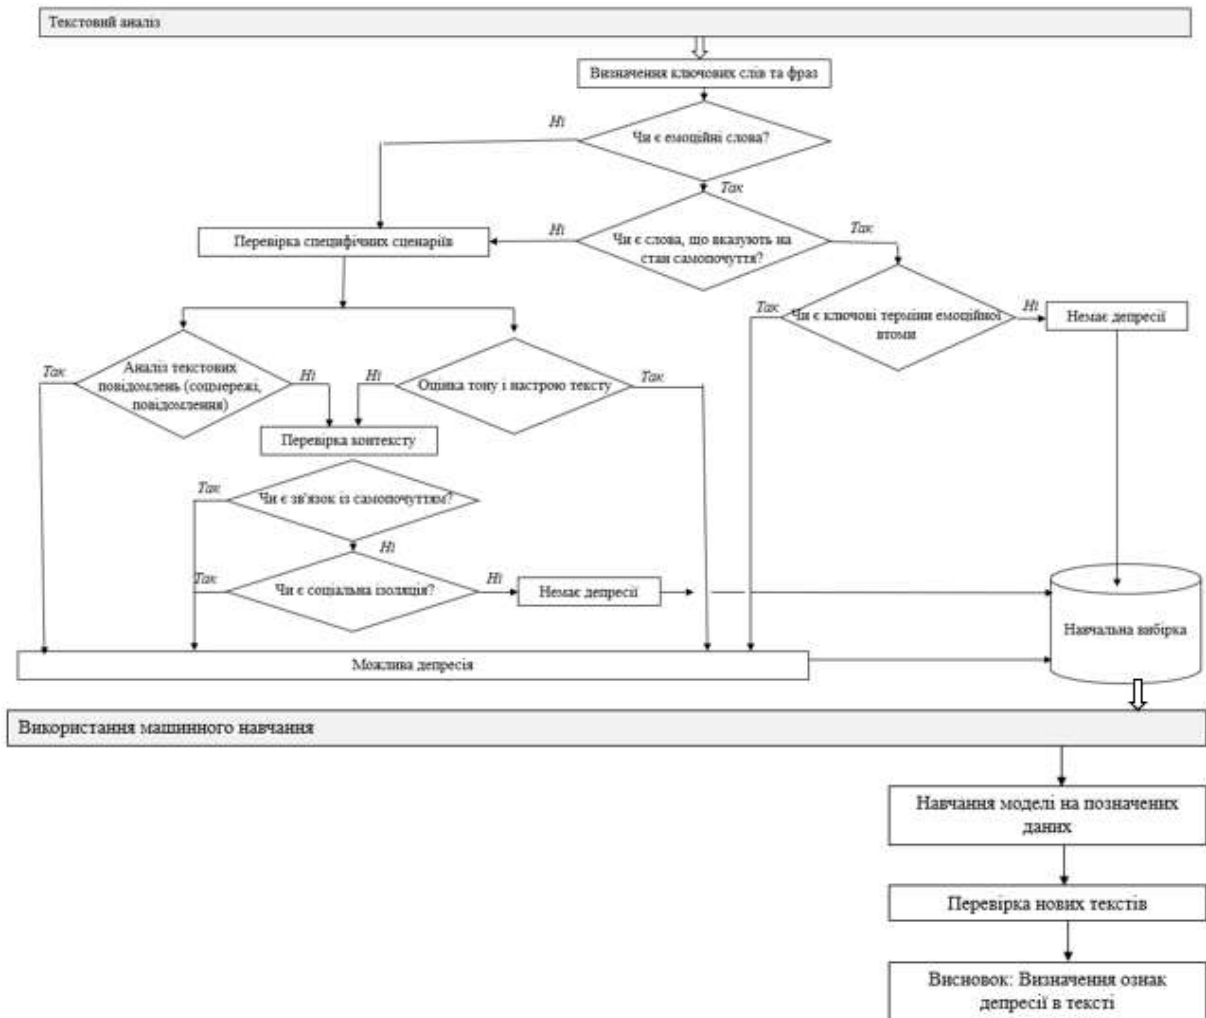 Текстовий аналіз
Визначення ключових слів та фраз
Ні
Чи є емоційні слова?
Так
Ні
Так
Перевірка специфічних сценаріїв
Чи є слова, що вказують на
стан самопочуття?
Так
Ні
Чи є ключові терміни емоційної
втоми
Немає депресії
Так
Аналіз текстових
повідомлень (соцмережі,
повідомлення)
Ні
Ні
Оцінка тону і настрою тексту
Так
Перевірка контексту
Так
Чи є зв'язок із самопочуттям?
Ні
Так
Чи є соціальна ізоляція?
Ні
Немає депресії
Навчальна вибірка
Можлива депресія
Використання машинного навчання
Навчання моделі на позначених
даних
Перевірка нових текстів
Висновок: Визначення ознак
депресії в тексті